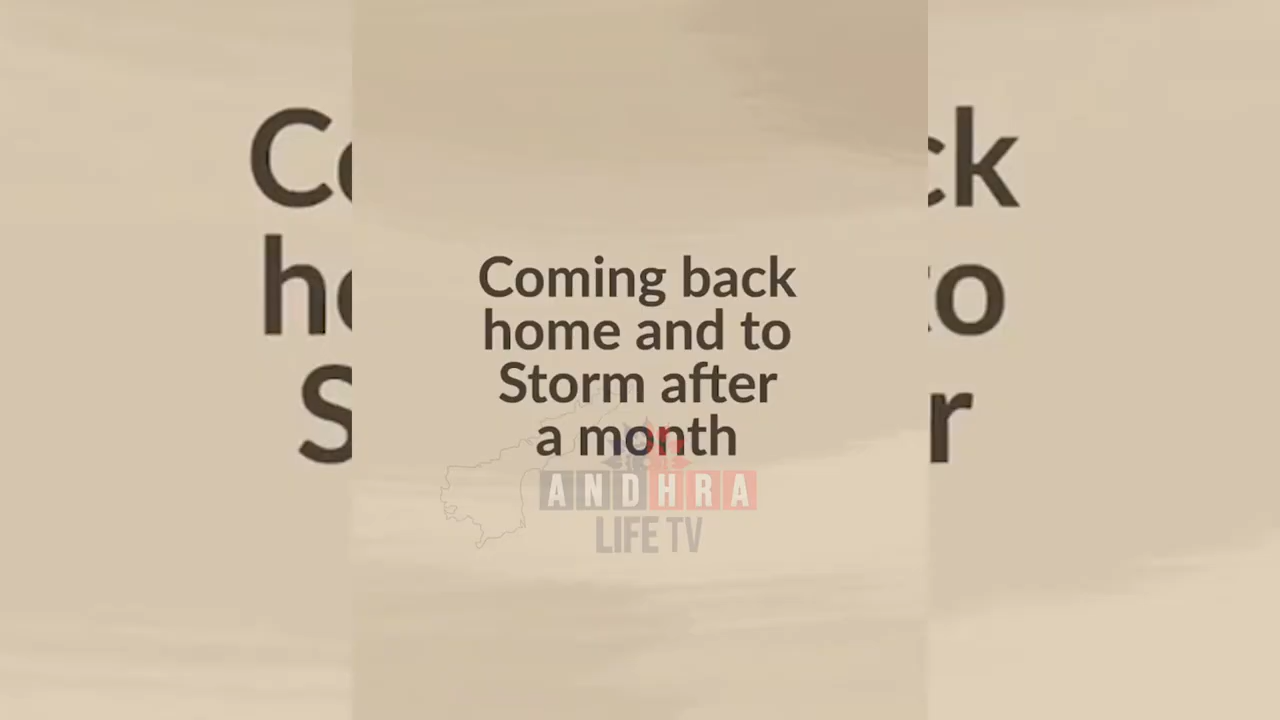 Coming back
home and to
Storm after
a month
ANDHRA
LIFE TV